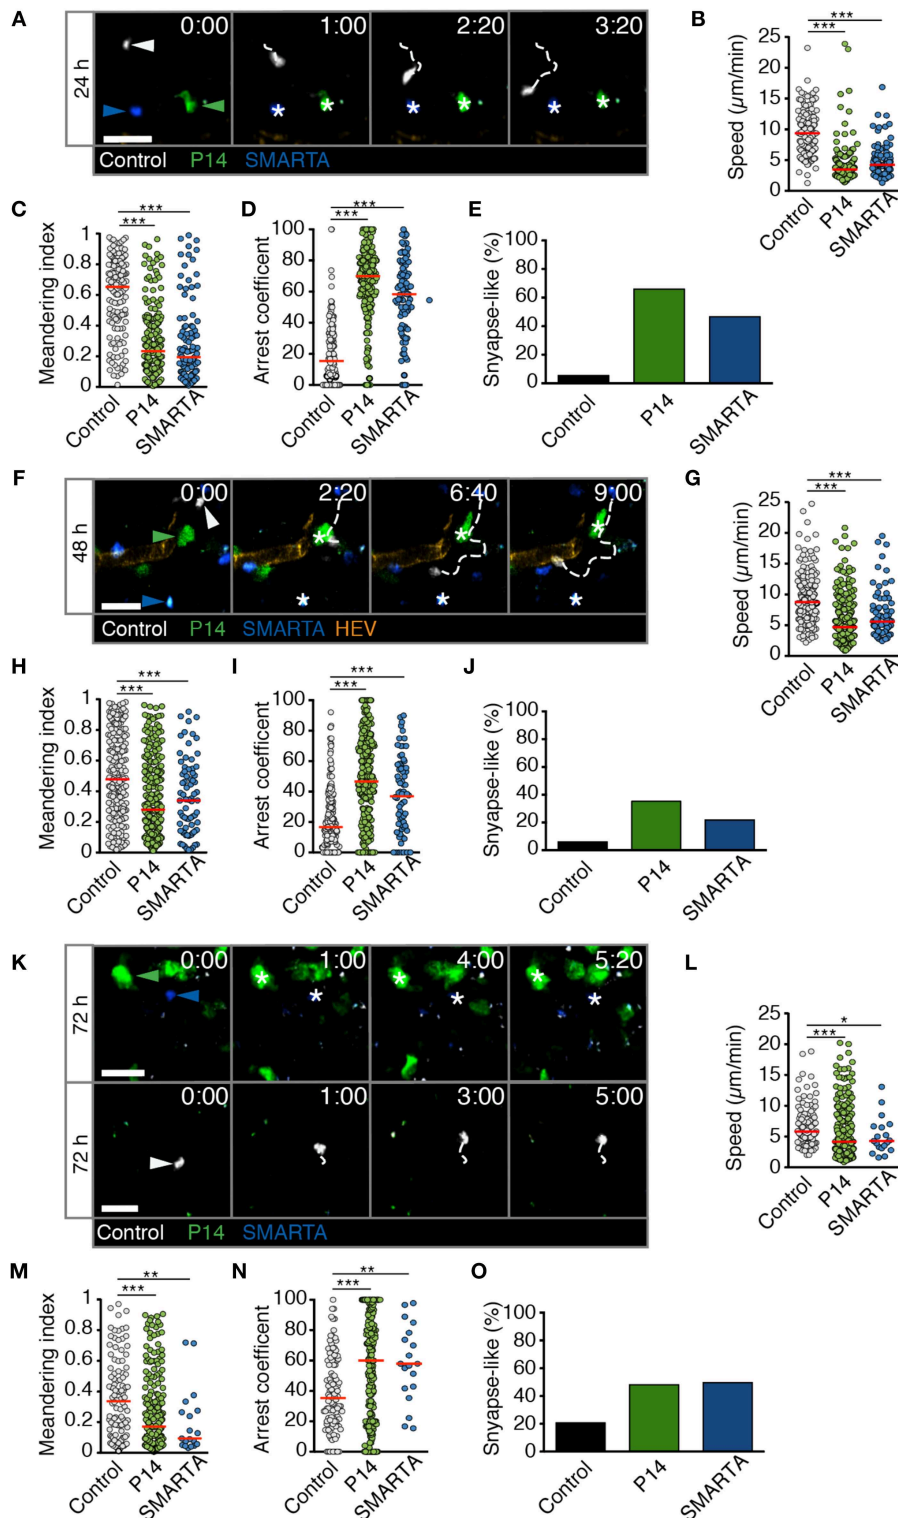 A
24 h
0:00 1:00 2:20 3:20
* * * * * *
Control P14 SMARTA
B
Speed (µm/min)
*** ***
25
20
15
10
5
0
Control P14 SMARTA
C
Meandering index
*** ***
1
0.8
0.6
0.4
0.2
0
Control P14 SMARTA
D
Arrest coefficent
*** ***
100
80
60
40
20
0
Control P14 SMARTA
E
Snyapse-like (%)
100
80
60
40
20
0
Control P14 SMARTA
F
48 h
0:00 2:20 6:40 9:00
* * * * * *
Control P14 SMARTA HEV
G
Speed (µm/min)
*** ***
25
20
15
10
5
0
Control P14 SMARTA
H
Meandering index
*** ***
1
0.8
0.6
0.4
0.2
0
Control P14 SMARTA
I
Arrest coefficent
*** ***
100
80
60
40
20
0
Control P14 SMARTA
J
Snyapse-like (%)
100
80
60
40
20
0
Control P14 SMARTA
K
72 h
0:00 1:00 4:00 5:20
* * * * * *
72 h
0:00 1:00 3:00 5:00
Control P14 SMARTA
L
Speed (µm/min)
* ***
25
20
15
10
5
0
Control P14 SMARTA
M
Meandering index
** ***
1
0.8
0.6
0.4
0.2
0
Control P14 SMARTA
N
Arrest coefficent
** ***
100
80
60
40
20
0
Control P14 SMARTA
O
Snyapse-like (%)
100
80
60
40
20
0
Control P14 SMARTA